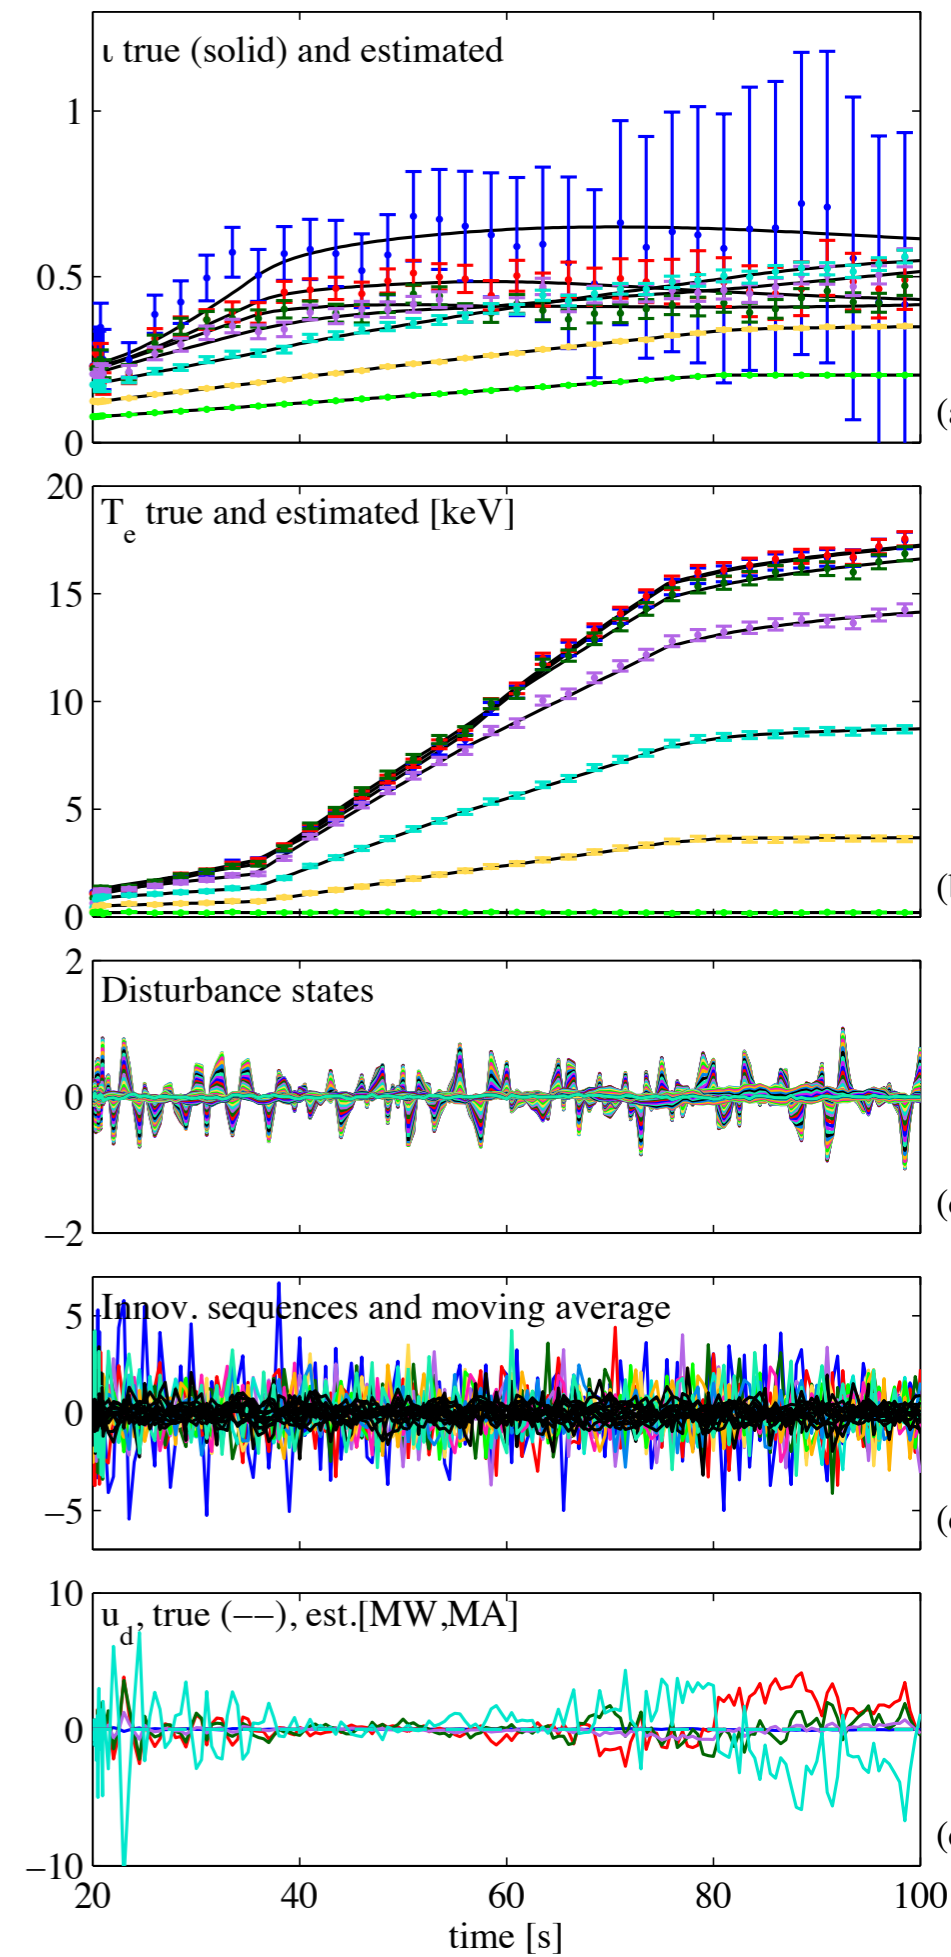 ι true (solid) and estimated
1
0.5
0
(a
20
T_e true and estimated [keV]
15
10
5
0
2
Disturbance states
0
−2
Innov. sequences and moving average
5
0
−5
10
u_d, true (−−), est.[MW,MA]
0
−10
20 40 60 80 100
time [s]